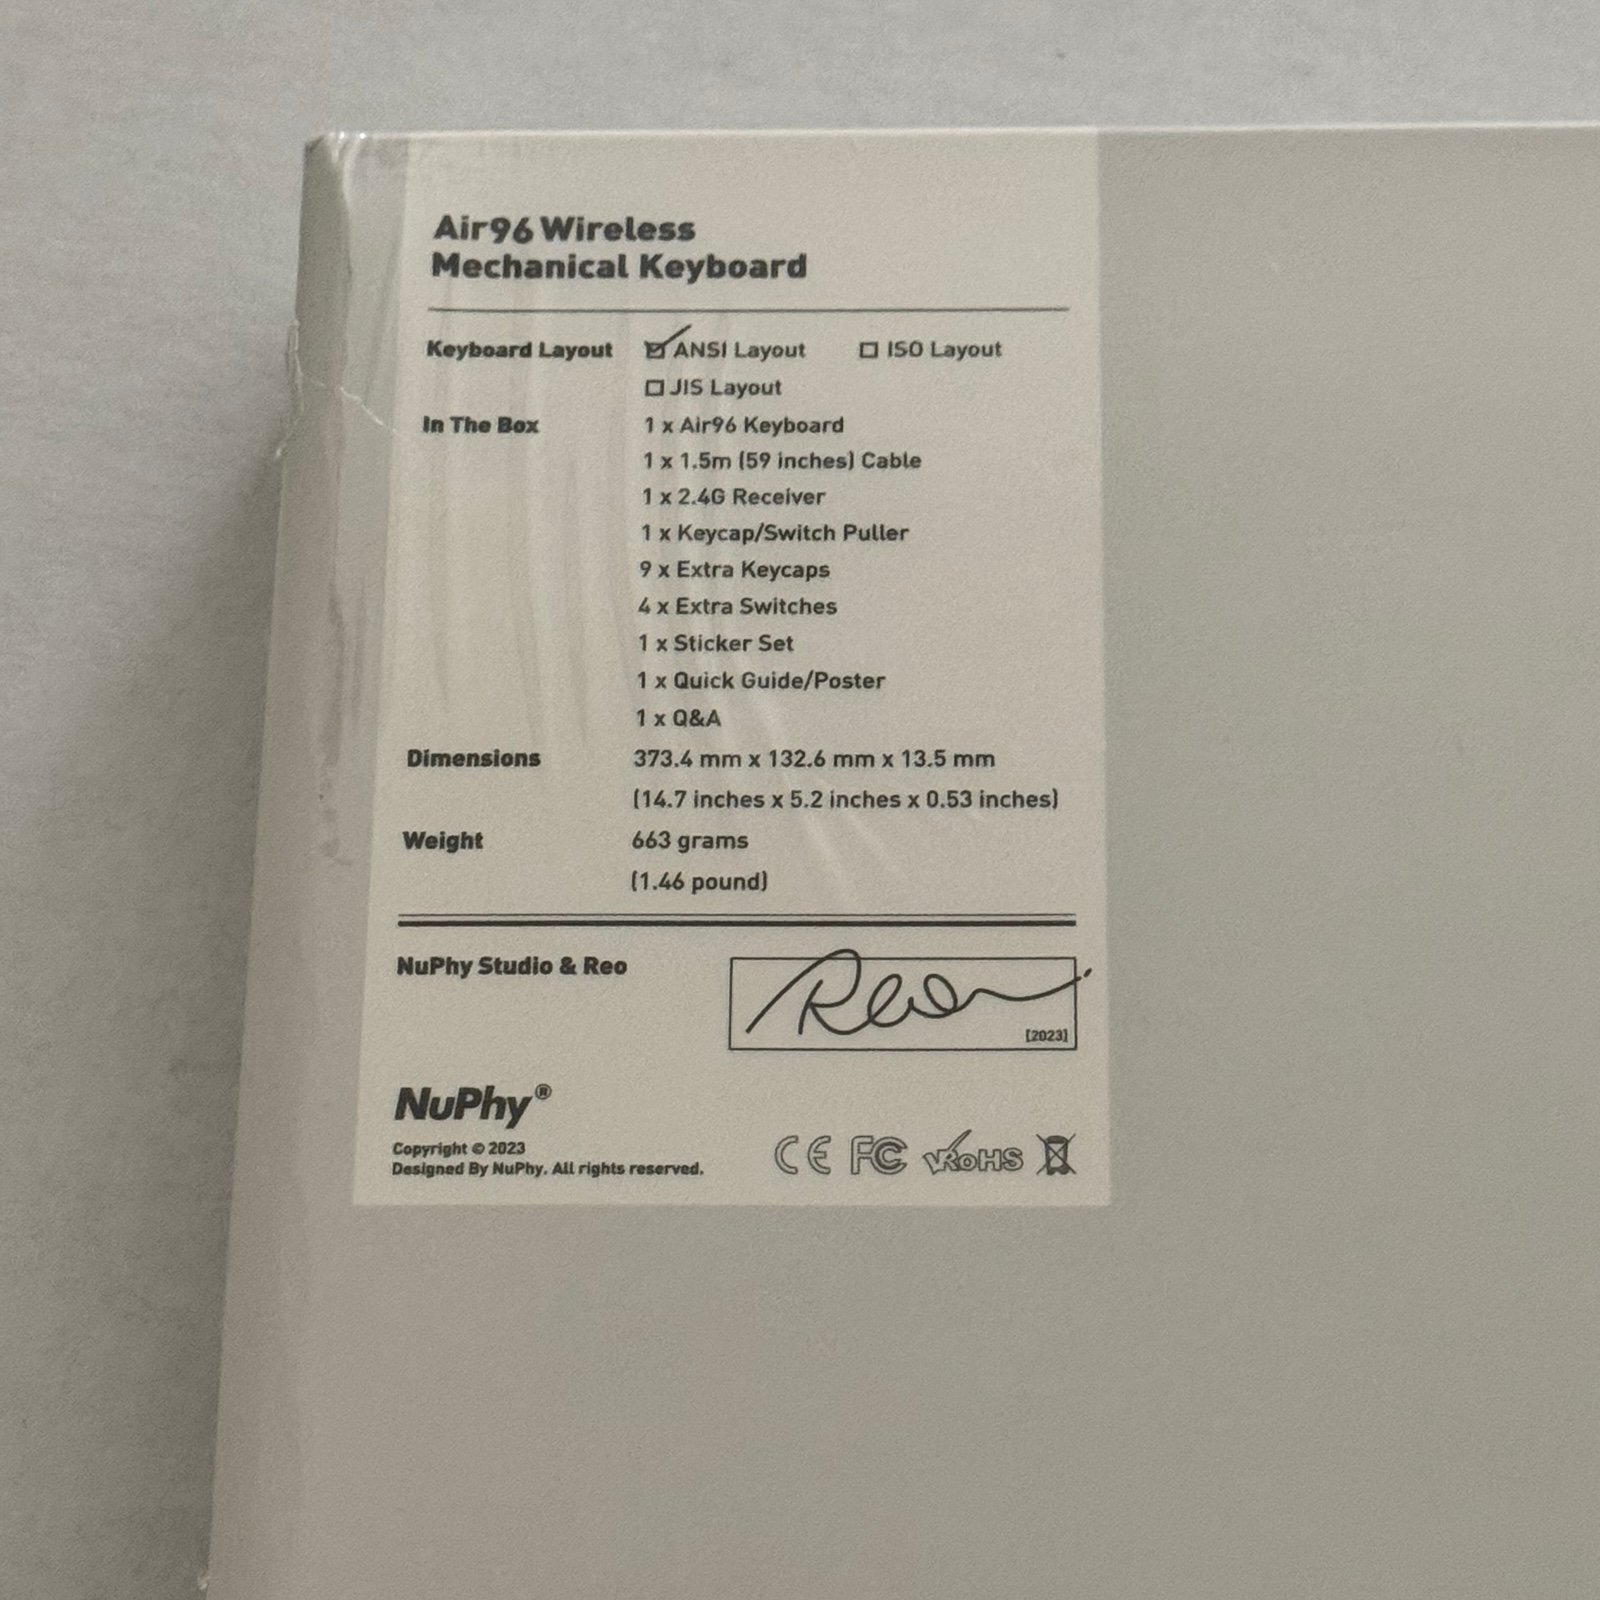 Air96 Wireless
Mechanical Keyboard
Keyboard Layout ☑ ANSI Layout ☐ ISO Layout
☐ JIS Layout
In The Box 1 x Air96 Keyboard
1 x 1.5m (59 inches) Cable
1 x 2.4G Receiver
1 x Keycap/Switch Puller
9 x Extra Keycaps
4 x Extra Switches
1 x Sticker Set
1 x Quick Guide/Poster
1 x Q&A
Dimensions 373.4 mm x 132.6 mm x 13.5 mm
(14.7 inches x 5.2 inches x 0.53 inches)
Weight 663 grams
(1.46 pound)
NuPhy Studio & Reo
Reo
[2023]
NuPhy®
Copyright © 2023
Designed By NuPhy. All rights reserved.
CE FC RoHS